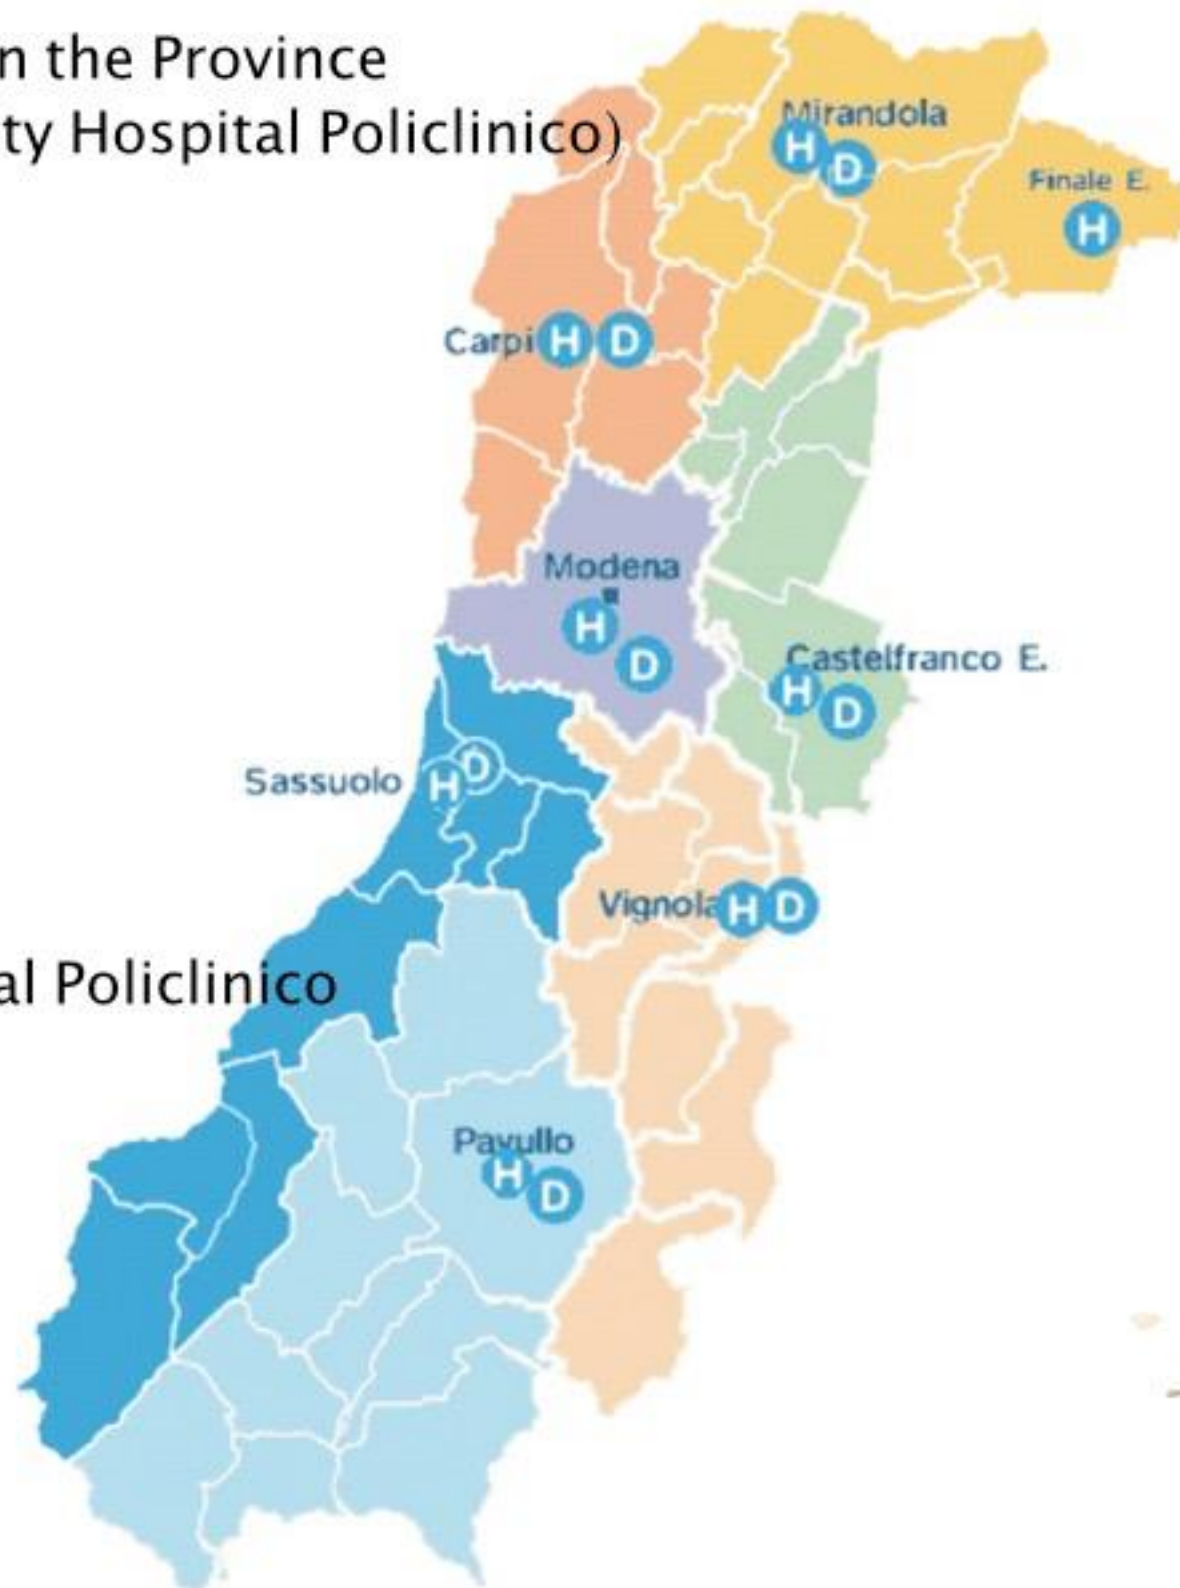 n the Province
ty Hospital Policlinico)
Mirandola
H D
Finale E.
H
Carpi H D
Modena
H
D
Castelfranco E.
H D
Sassuolo H D
Vignola H D
al Policlinico
Pavullo
H D